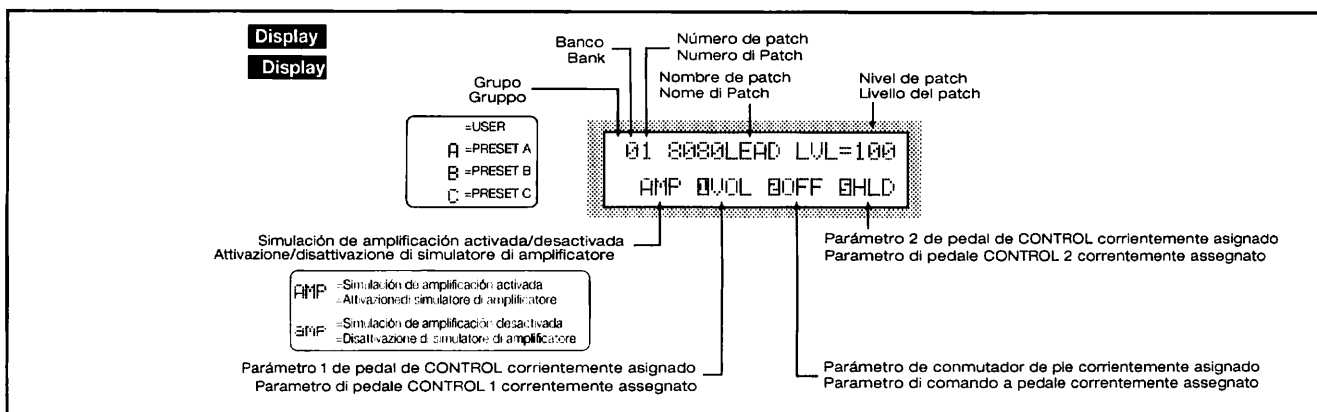 Display
Display
Banco
Bank
Número de patch
Numero di Patch
Grupo
Gruppo
Nombre de patch
Nome di Patch
Nivel de patch
Livello del patch
=USER
A =PRESET A
B =PRESET B
C =PRESET C
01 8080LEAD LVL=100
AMP 1VOL 2OFF SHLD
Simulación de amplificación activada/desactivada
Attivazione/disattivazione di simulatore di amplificatore
Parámetro 2 de pedal de CONTROL corrientemente asignado
Parametro di pedale CONTROL 2 correntemente assegnato
AMP =Simulación de amplificación activada
=Attivazionedi simulatore di amplificatore
amp =Simulación de amplificación desactivada
=Disattivazione di simulatore di amplificatore
Parámetro 1 de pedal de CONTROL corrientemente asignado
Parametro di pedale CONTROL 1 correntemente assegnato
Parámetro de conmutador de pie corrientemente asignado
Parametro di comando a pedale correntemente assegnato